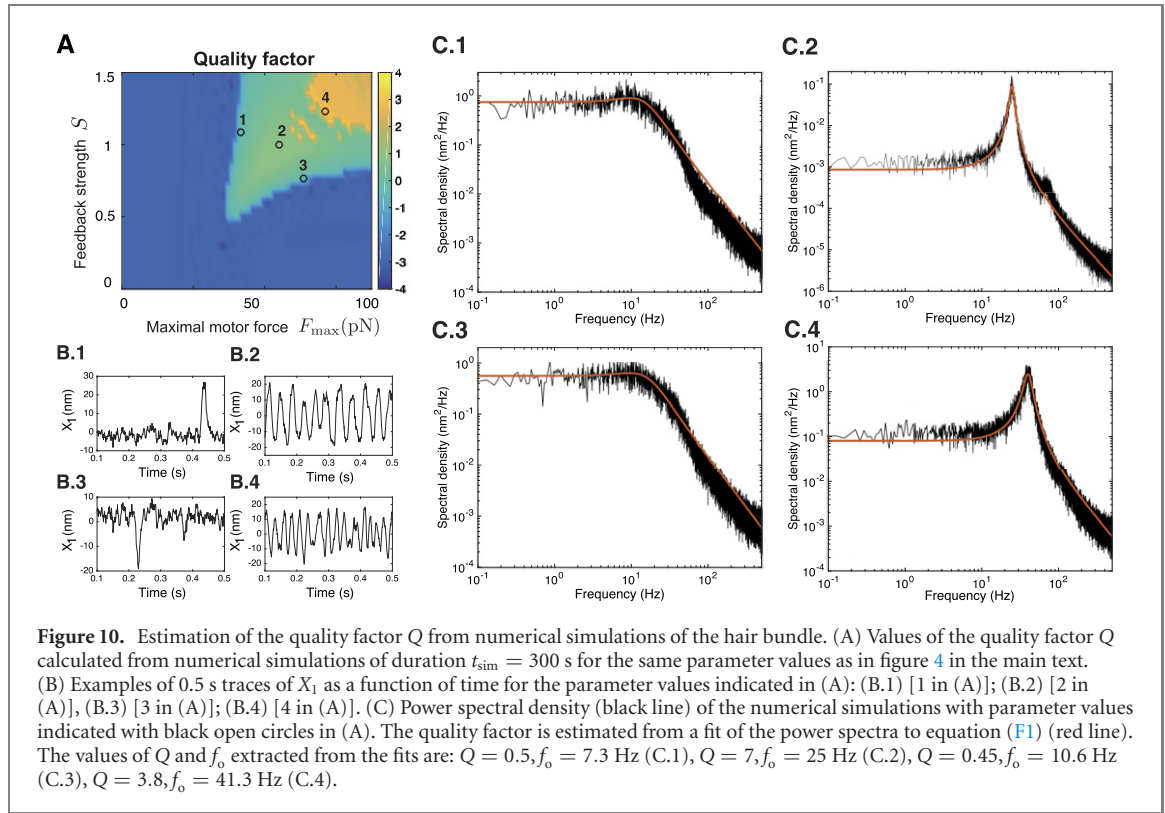 A
Quality factor
1.5
1
0.5
0
Feedback strength S
0
50
100
Maximal motor force F_max(pN)
4
3
2
1
0
-1
-2
-3
-4
1
2
3
4
B.1
30
20
10
0
-10
X1 (nm)
0.1 0.2 0.3 0.4 0.5
Time (s)
B.2
20
10
0
-10
-20
X1 (nm)
0.1 0.2 0.3 0.4 0.5
Time (s)
B.3
10
0
-10
-20
X1 (nm)
0.1 0.2 0.3 0.4 0.5
Time (s)
B.4
20
10
0
-10
-20
X1 (nm)
0.1 0.2 0.3 0.4 0.5
Time (s)
C.1
10^0
10^-1
10^-2
10^-3
10^-4
Spectral density (nm²/Hz)
10^-1 10^0 10^1 10^2
Frequency (Hz)
C.2
10^-1
10^-2
10^-3
10^-4
10^-5
10^-6
Spectral density (nm²/Hz)
10^-1 10^0 10^1 10^2
Frequency (Hz)
C.3
10^0
10^-1
10^-2
10^-3
10^-4
Spectral density (nm²/Hz)
10^-1 10^0 10^1 10^2
Frequency (Hz)
C.4
10^1
10^0
10^-1
10^-2
10^-3
10^-4
Spectral density (nm²/Hz)
10^-1 10^0 10^1 10^2
Frequency (Hz)
Figure 10. Estimation of the quality factor Q from numerical simulations of the hair bundle. (A) Values of the quality factor Q
calculated from numerical simulations of duration t_sim = 300 s for the same parameter values as in figure 4 in the main text.
(B) Examples of 0.5 s traces of X₁ as a function of time for the parameter values indicated in (A): (B.1) [1 in (A)]; (B.2) [2 in
(A)], (B.3) [3 in (A)]; (B.4) [4 in (A)]. (C) Power spectral density (black line) of the numerical simulations with parameter values
indicated with black open circles in (A). The quality factor is estimated from a fit of the power spectra to equation (F1) (red line).
The values of Q and f_o extracted from the fits are: Q = 0.5, f_o = 7.3 Hz (C.1), Q = 7, f_o = 25 Hz (C.2), Q = 0.45, f_o = 10.6 Hz
(C.3), Q = 3.8, f_o = 41.3 Hz (C.4).